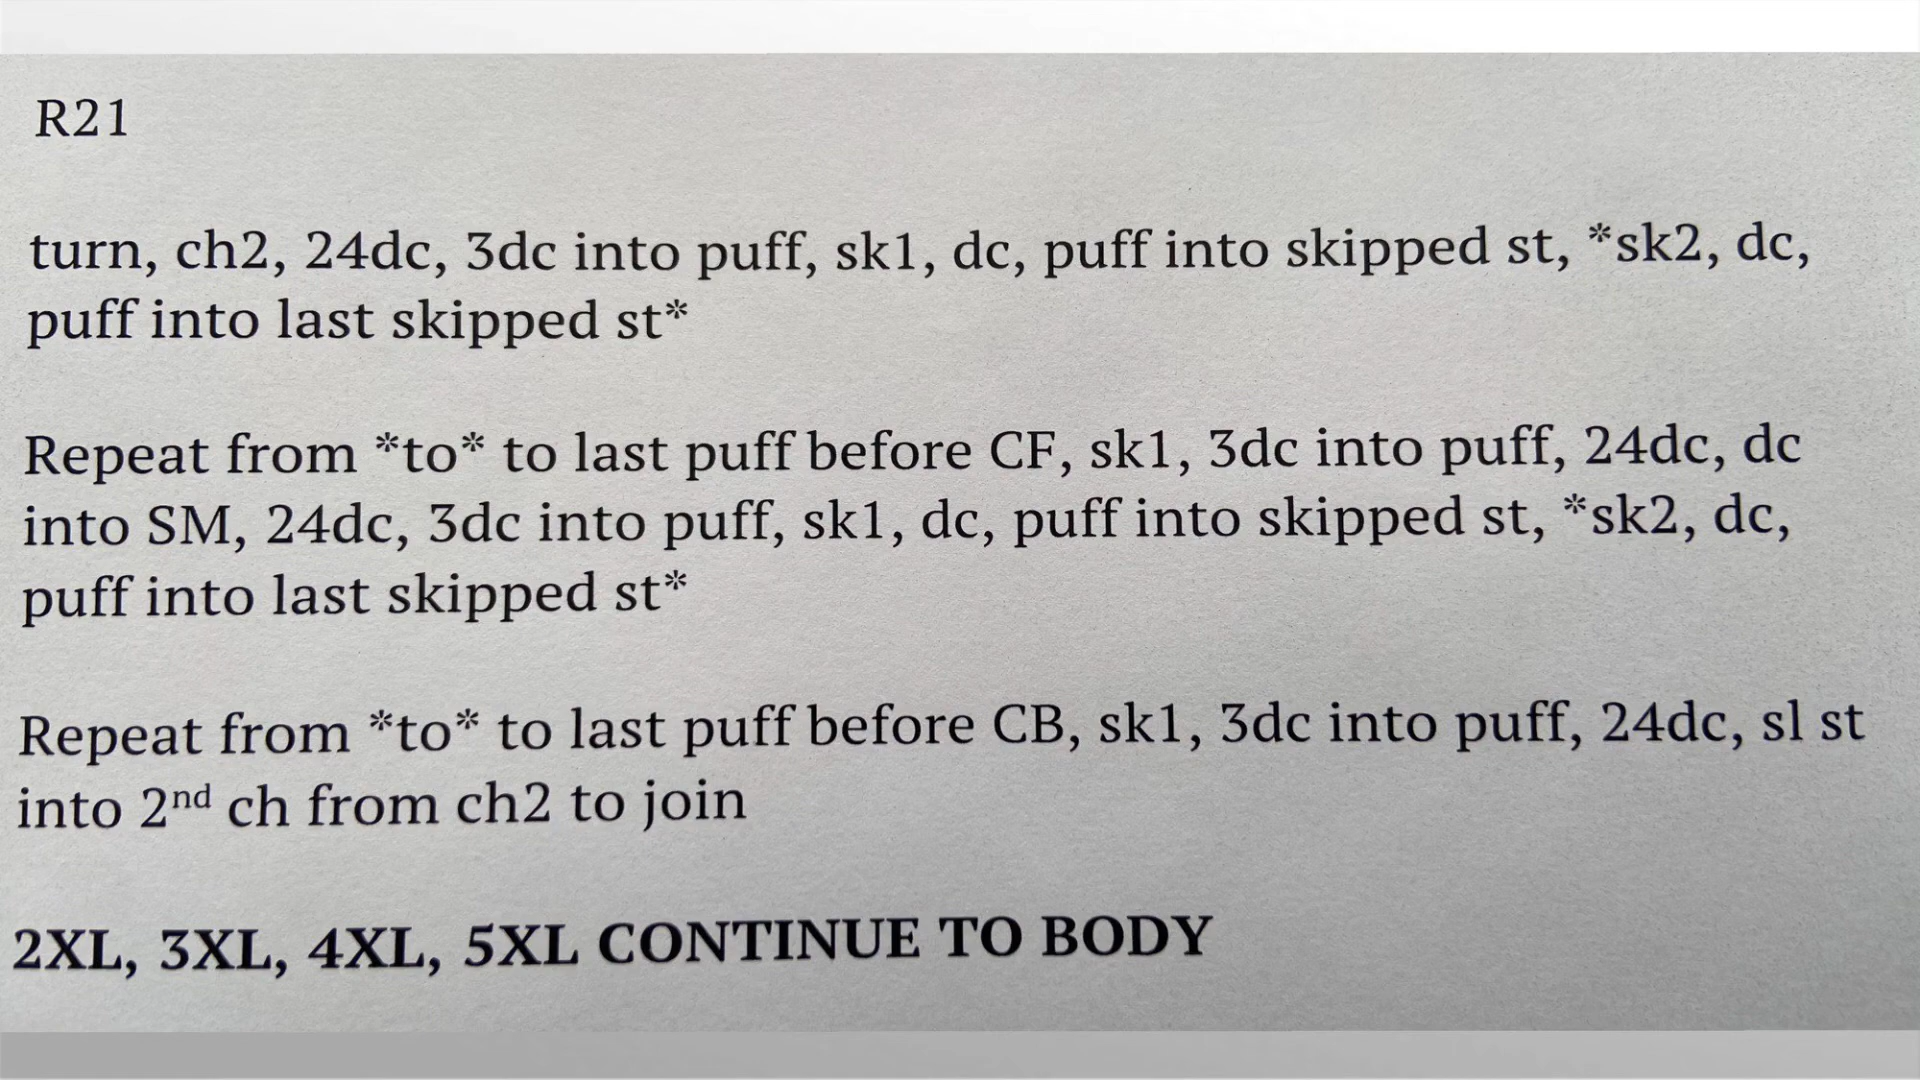 R21
turn, ch2, 24dc, 3dc into puff, sk1, dc, puff into skipped st, *sk2, dc,
puff into last skipped st*
Repeat from *to* to last puff before CF, sk1, 3dc into puff, 24dc, dc
into SM, 24dc, 3dc into puff, sk1, dc, puff into skipped st, *sk2, dc,
puff into last skipped st*
Repeat from *to* to last puff before CB, sk1, 3dc into puff, 24dc, sl st
into 2nd ch from ch2 to join
2XL, 3XL, 4XL, 5XL CONTINUE TO BODY